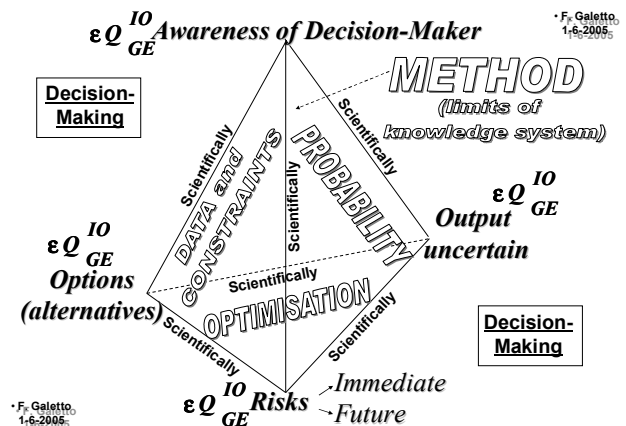 εQ IO GE Awareness of Decision-Maker
• F. Galetto
1-6-2005
Decision-
Making
METHOD
(limits of
knowledge system)
Scientifically
Scientifically
DATA and
CONSTRAINTS
Scientifically
PROBABILITY
εQ IO GE
Output
uncertain
εQ IO GE
Options
(alternatives)
Scientifically
OPTIMISATION
Scientifically
Scientifically
Decision-
Making
εQ IO GE Risks
Immediate
Future
• F. Galetto
1-6-2005